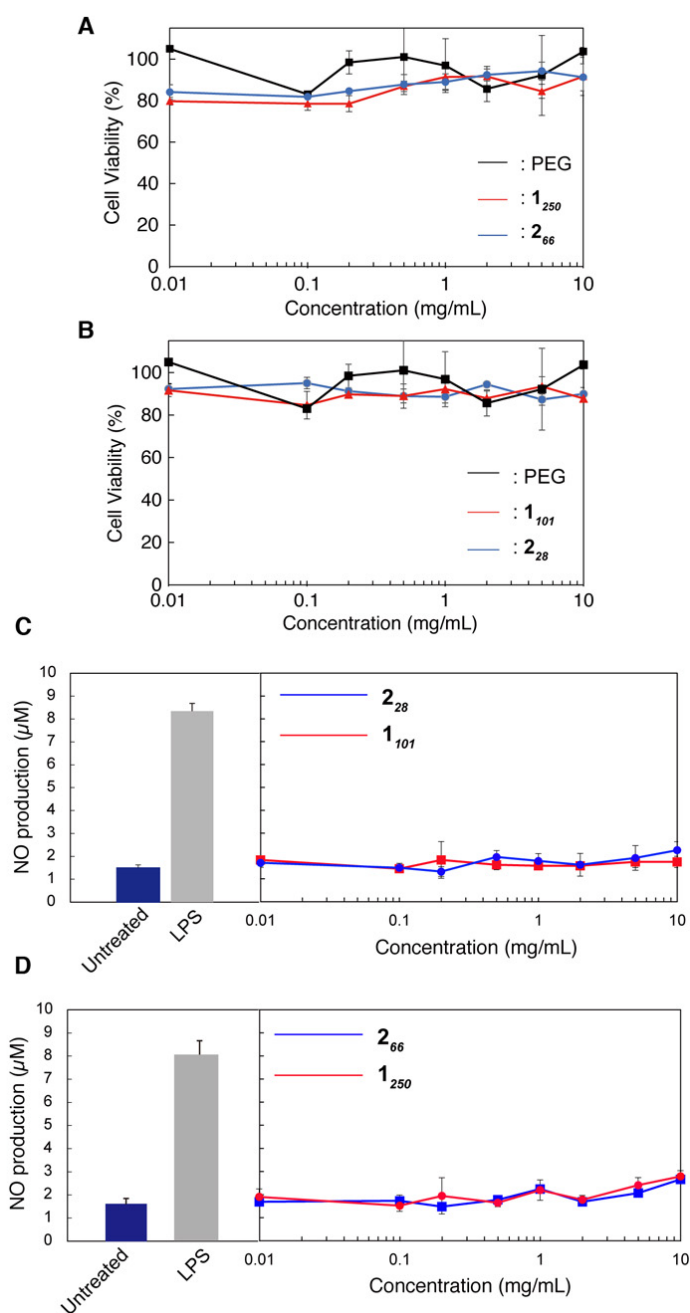 A
Cell Viability (%)
100
80
60
40
20
0
: PEG
: 1250
: 266
0.01 0.1 1 10
Concentration (mg/mL)
B
Cell Viability (%)
100
80
60
40
20
0
: PEG
: 1101
: 228
0.01 0.1 1 10
Concentration (mg/mL)
C
NO production (µM)
10
9
8
7
6
5
4
3
2
1
0
228
1101
Untreated
LPS
0.01 0.1 1 10
Concentration (mg/mL)
D
NO production (µM)
10
9
8
7
6
5
4
3
2
1
0
266
1250
Untreated
LPS
0.01 0.1 1 10
Concentration (mg/mL)